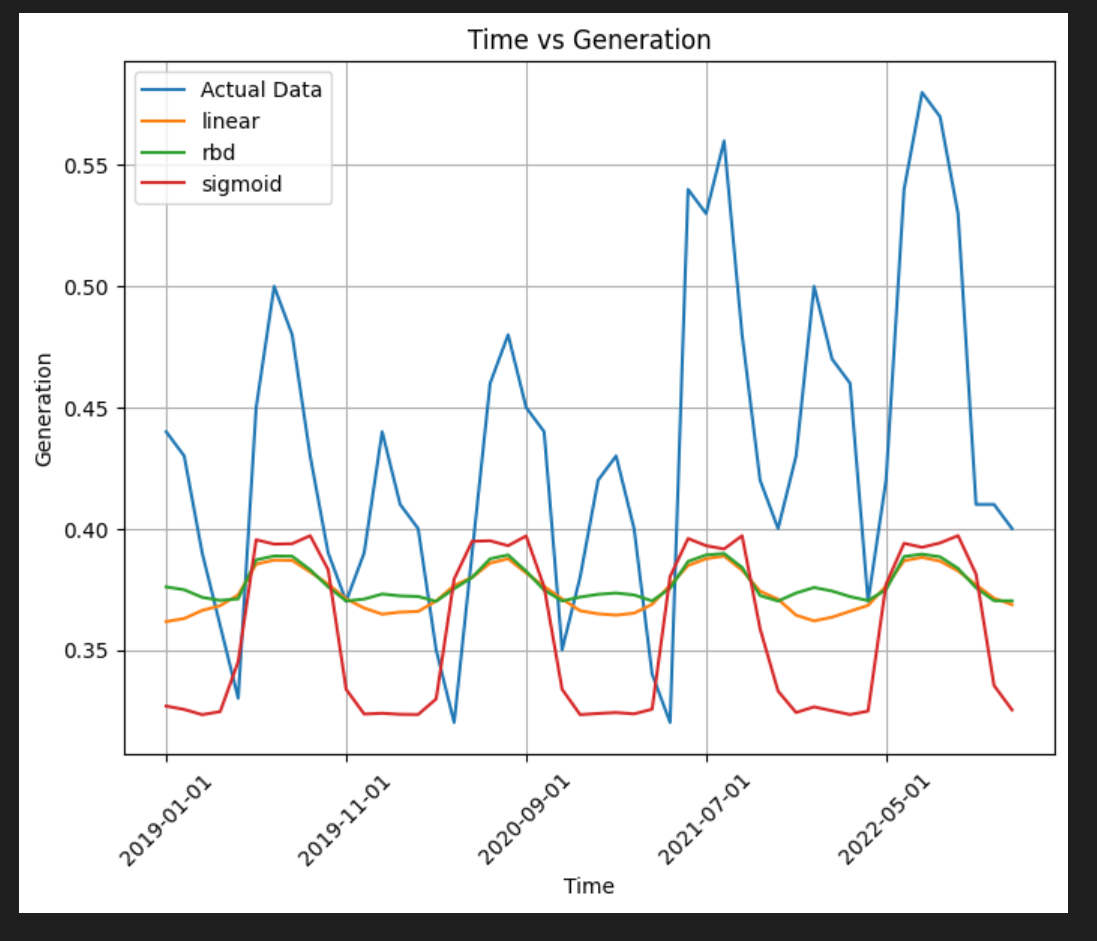 Time vs Generation
Actual Data
linear
rbd
sigmoid
Generation
0.55
0.50
0.45
0.40
0.35
2019-01-01
2019-11-01
2020-09-01
2021-07-01
2022-05-01
Time